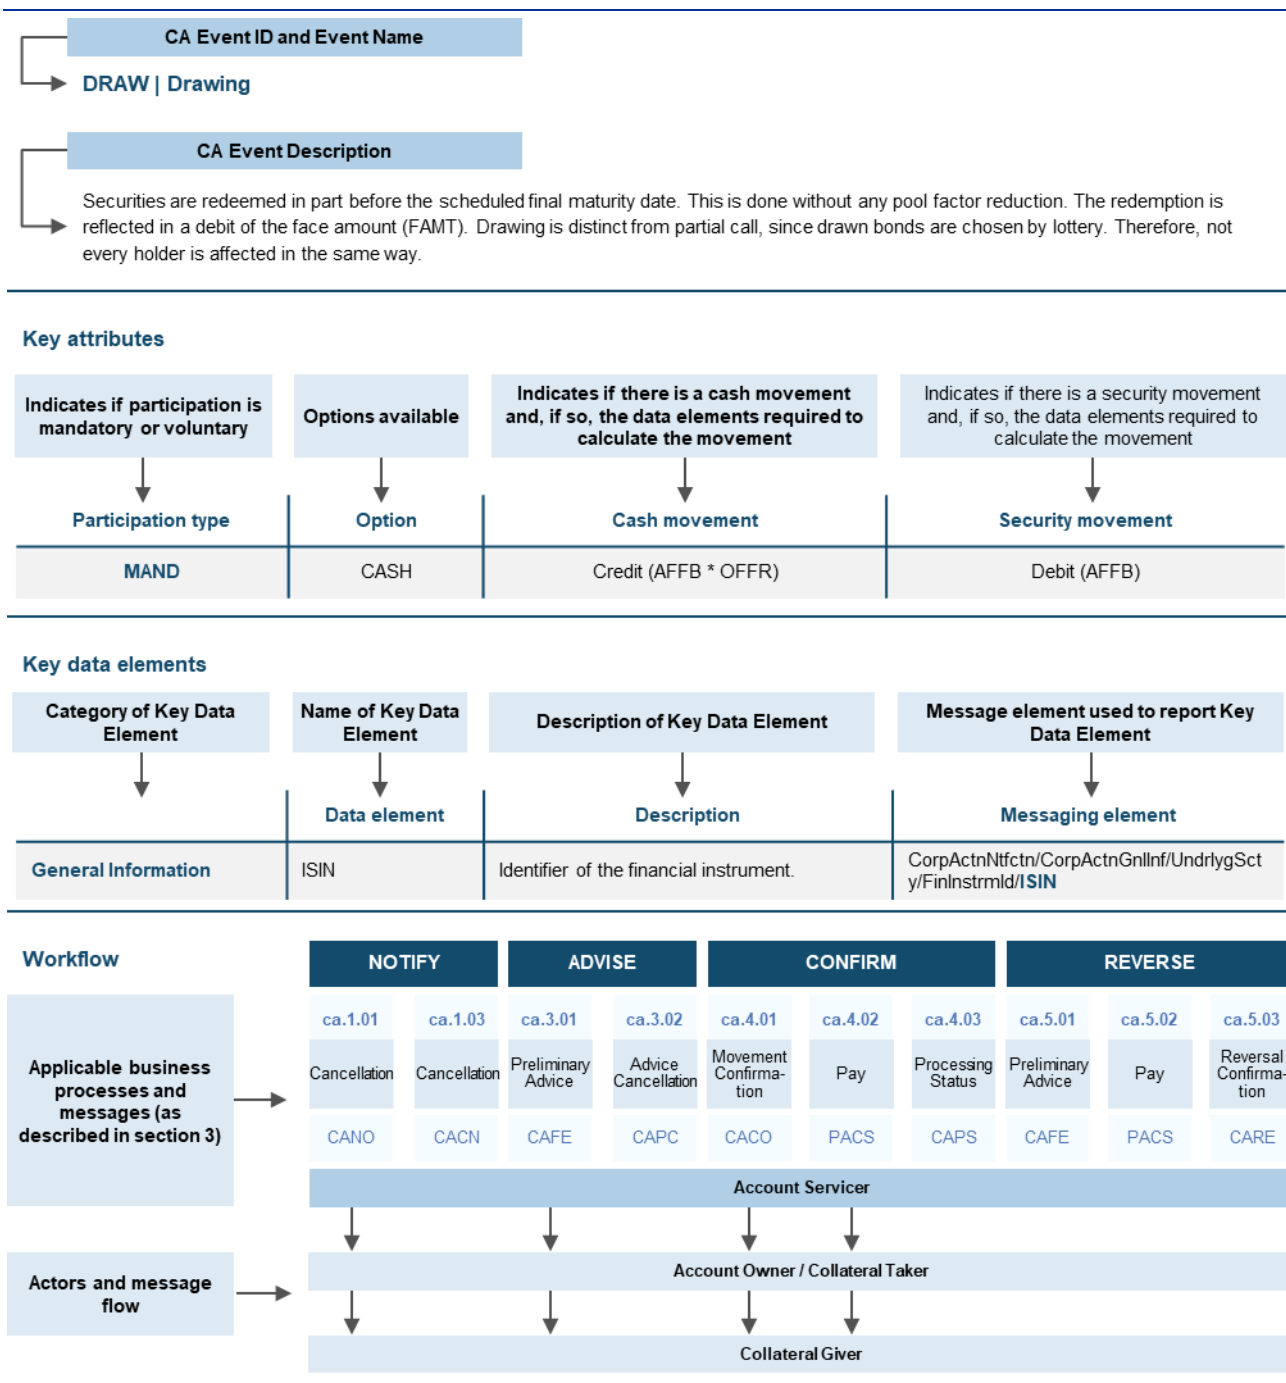 CA Event ID and Event Name
DRAW | Drawing
CA Event Description
Securities are redeemed in part before the scheduled final maturity date. This is done without any pool factor reduction. The redemption is
reflected in a debit of the face amount (FAMT). Drawing is distinct from partial call, since drawn bonds are chosen by lottery. Therefore, not
every holder is affected in the same way.
Key attributes
Indicates if participation is
mandatory or voluntary
Options available
Indicates if there is a cash movement
and, if so, the data elements required to
calculate the movement
Indicates if there is a security movement
and, if so, the data elements required to
calculate the movement
Participation type
Option
Cash movement
Security movement
MAND
CASH
Credit (AFFB * OFFR)
Debit (AFFB)
Key data elements
Category of Key Data
Element
Name of Key Data
Element
Description of Key Data Element
Message element used to report Key
Data Element
Data element
Description
Messaging element
General Information
ISIN
Identifier of the financial instrument.
CorpActnNtfctn/CorpActnGnlInf/UndrlygSct
y/FinInstrmId/ISIN
Workflow
NOTIFY
ADVISE
CONFIRM
REVERSE
ca.1.01
ca.1.03
ca.3.01
ca.3.02
ca.4.01
ca.4.02
ca.4.03
ca.5.01
ca.5.02
ca.5.03
Applicable business
processes and
messages (as
described in section 3)
Cancellation
Cancellation
Preliminary
Advice
Advice
Cancellation
Movement
Confirma-
tion
Pay
Processing
Status
Preliminary
Advice
Pay
Reversal
Confirma-
tion
CANO
CACN
CAFE
CAPC
CACO
PACS
CAPS
CAFE
PACS
CARE
Account Servicer
Actors and message
flow
Account Owner / Collateral Taker
Collateral Giver